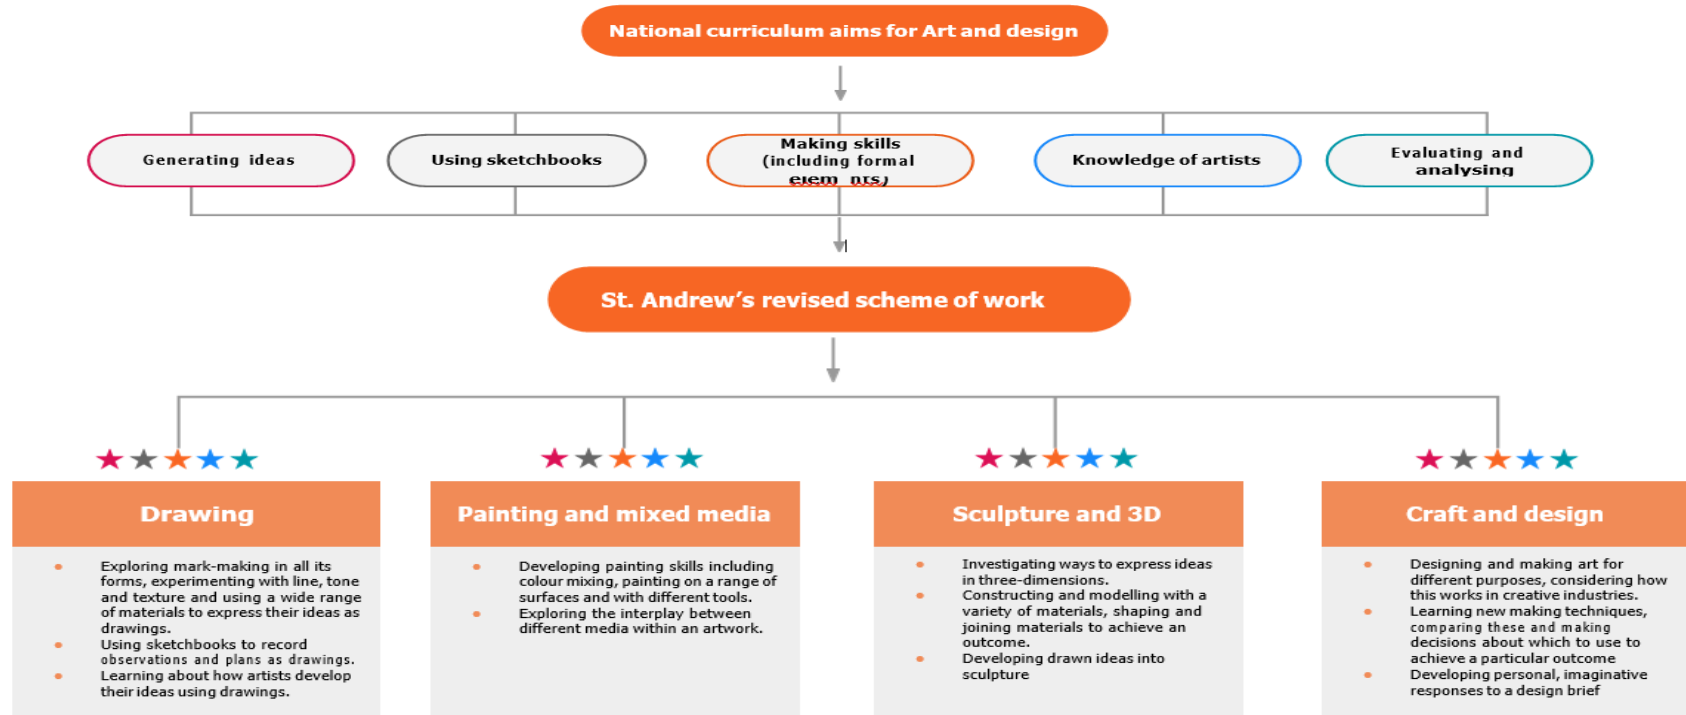 National curriculum aims for Art and design
Generating ideas
Using sketchbooks
Making skills
(including formal
Knowledge of artists
Evaluating and
analysing
St. Andrew’s revised scheme of work
Drawing
• Exploring mark-making in all its
forms, experimenting with line, tone
and texture and using a wide range
of materials to express their ideas as
drawings.
• Using sketchbooks to record
observations and plans as drawings.
• Learning about how artists develop
their ideas using drawings.
Painting and mixed media
• Developing painting skills including
colour mixing, painting on a range of
surfaces and with different tools.
• Exploring the interplay between
different media within an artwork.
Sculpture and 3D
• Investigating ways to express ideas
in three-dimensions.
• Constructing and modelling with a
variety of materials, shaping and
joining materials to achieve an
outcome.
• Developing drawn ideas into
sculpture
Craft and design
• Designing and making art for
different purposes, considering how
this works in creative industries.
• Learning new making techniques,
comparing these and making
decisions about which to use to
achieve a particular outcome
• Developing personal, imaginative
responses to a design brief